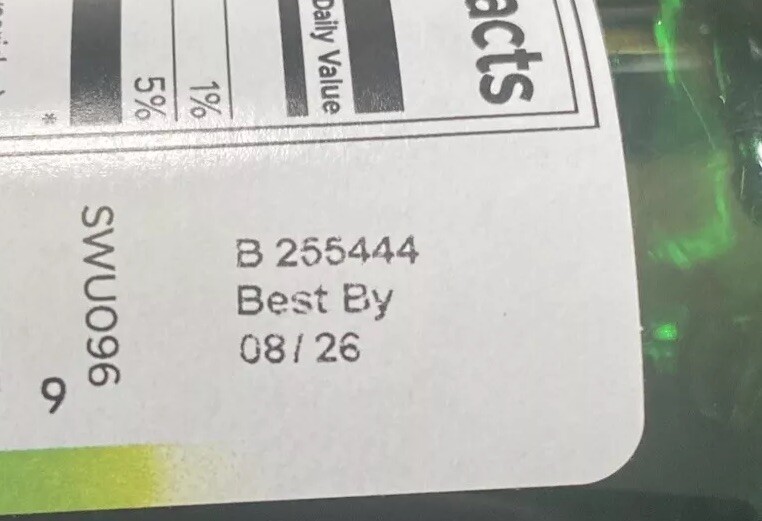 acts
Daily Value
1%
5%
*
SWU096
9
B 255444
Best By
08/26